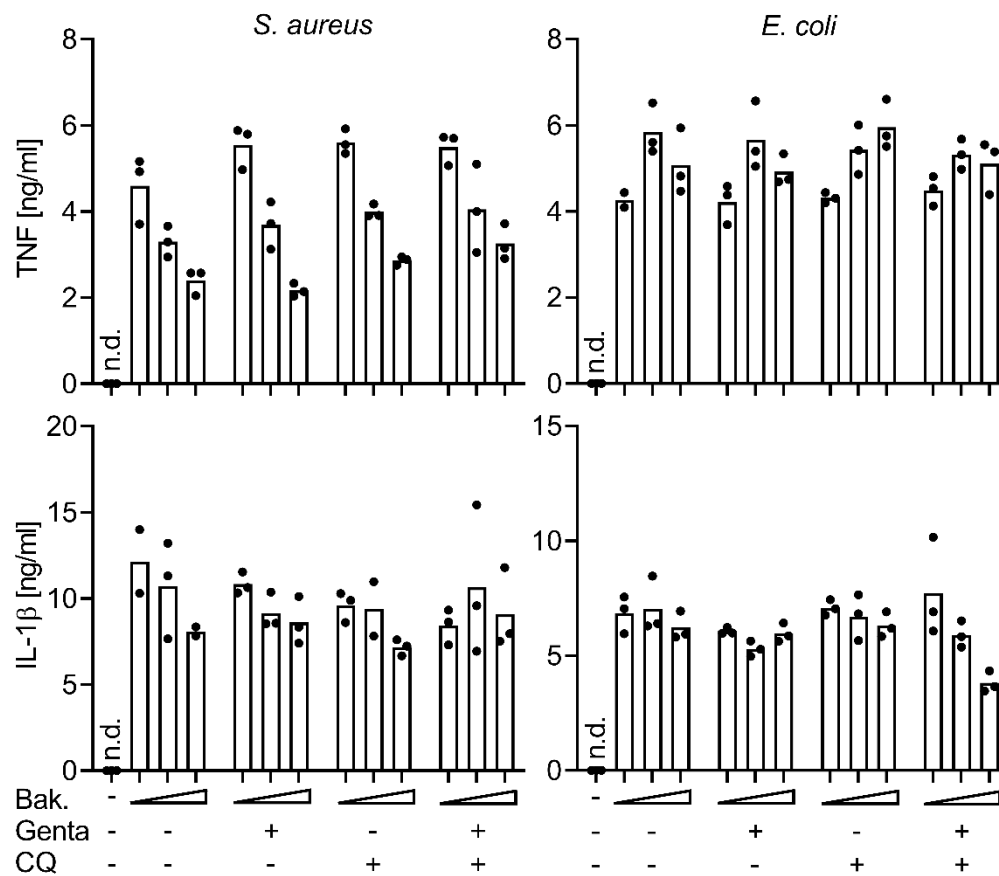 S. aureus
E. coli
TNF [ng/ml]
8
6
4
2
0
n.d.
8
6
4
2
0
n.d.
IL-1β [ng/ml]
20
15
10
5
0
n.d.
15
10
5
0
n.d.
Bak. - -
Genta - - + - + - - + - +
CQ - - - + + - - - + +